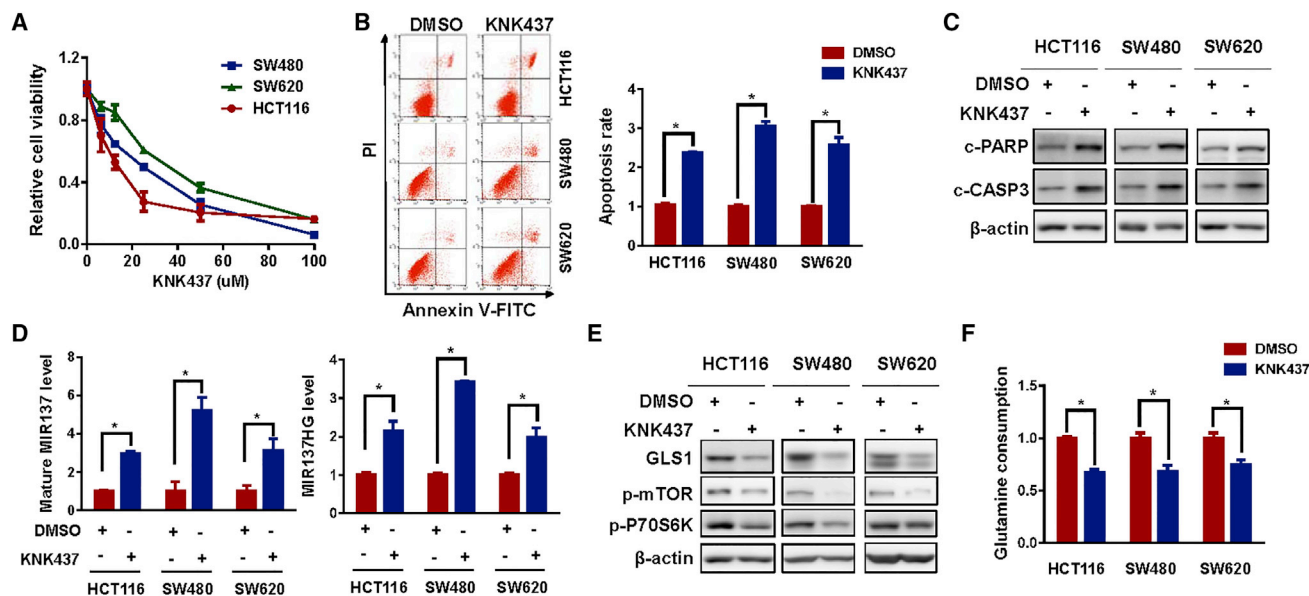 A
Relative cell viability
1.2
0.8
0.4
0.0
0 20 40 60 80 100
KNK437 (uM)
SW480
SW620
HCT116
B
DMSO KNK437
HCT116
SW480
SW620
PI
Annexin V-FITC
DMSO
KNK437
Apoptosis rate
4
3
2
1
0
* * *
HCT116 SW480 SW620
C
HCT116 SW480 SW620
DMSO + - + - + -
KNK437 - + - + - +
c-PARP
c-CASP3
β-actin
D
Mature MIR137 level
8
6
4
2
0
* * *
DMSO + - + - + -
KNK437 - + - + - +
HCT116 SW480 SW620
MIR137HG level
4
3
2
1
0
* * *
+ - + - + -
- + - + - +
HCT116 SW480 SW620
E
HCT116 SW480 SW620
DMSO + - + - + -
KNK437 - + - + - +
GLS1
p-mTOR
p-P70S6K
β-actin
F
DMSO
KNK437
Glutamine consumption
1.5
1.0
0.5
0.0
* * *
HCT116 SW480 SW620